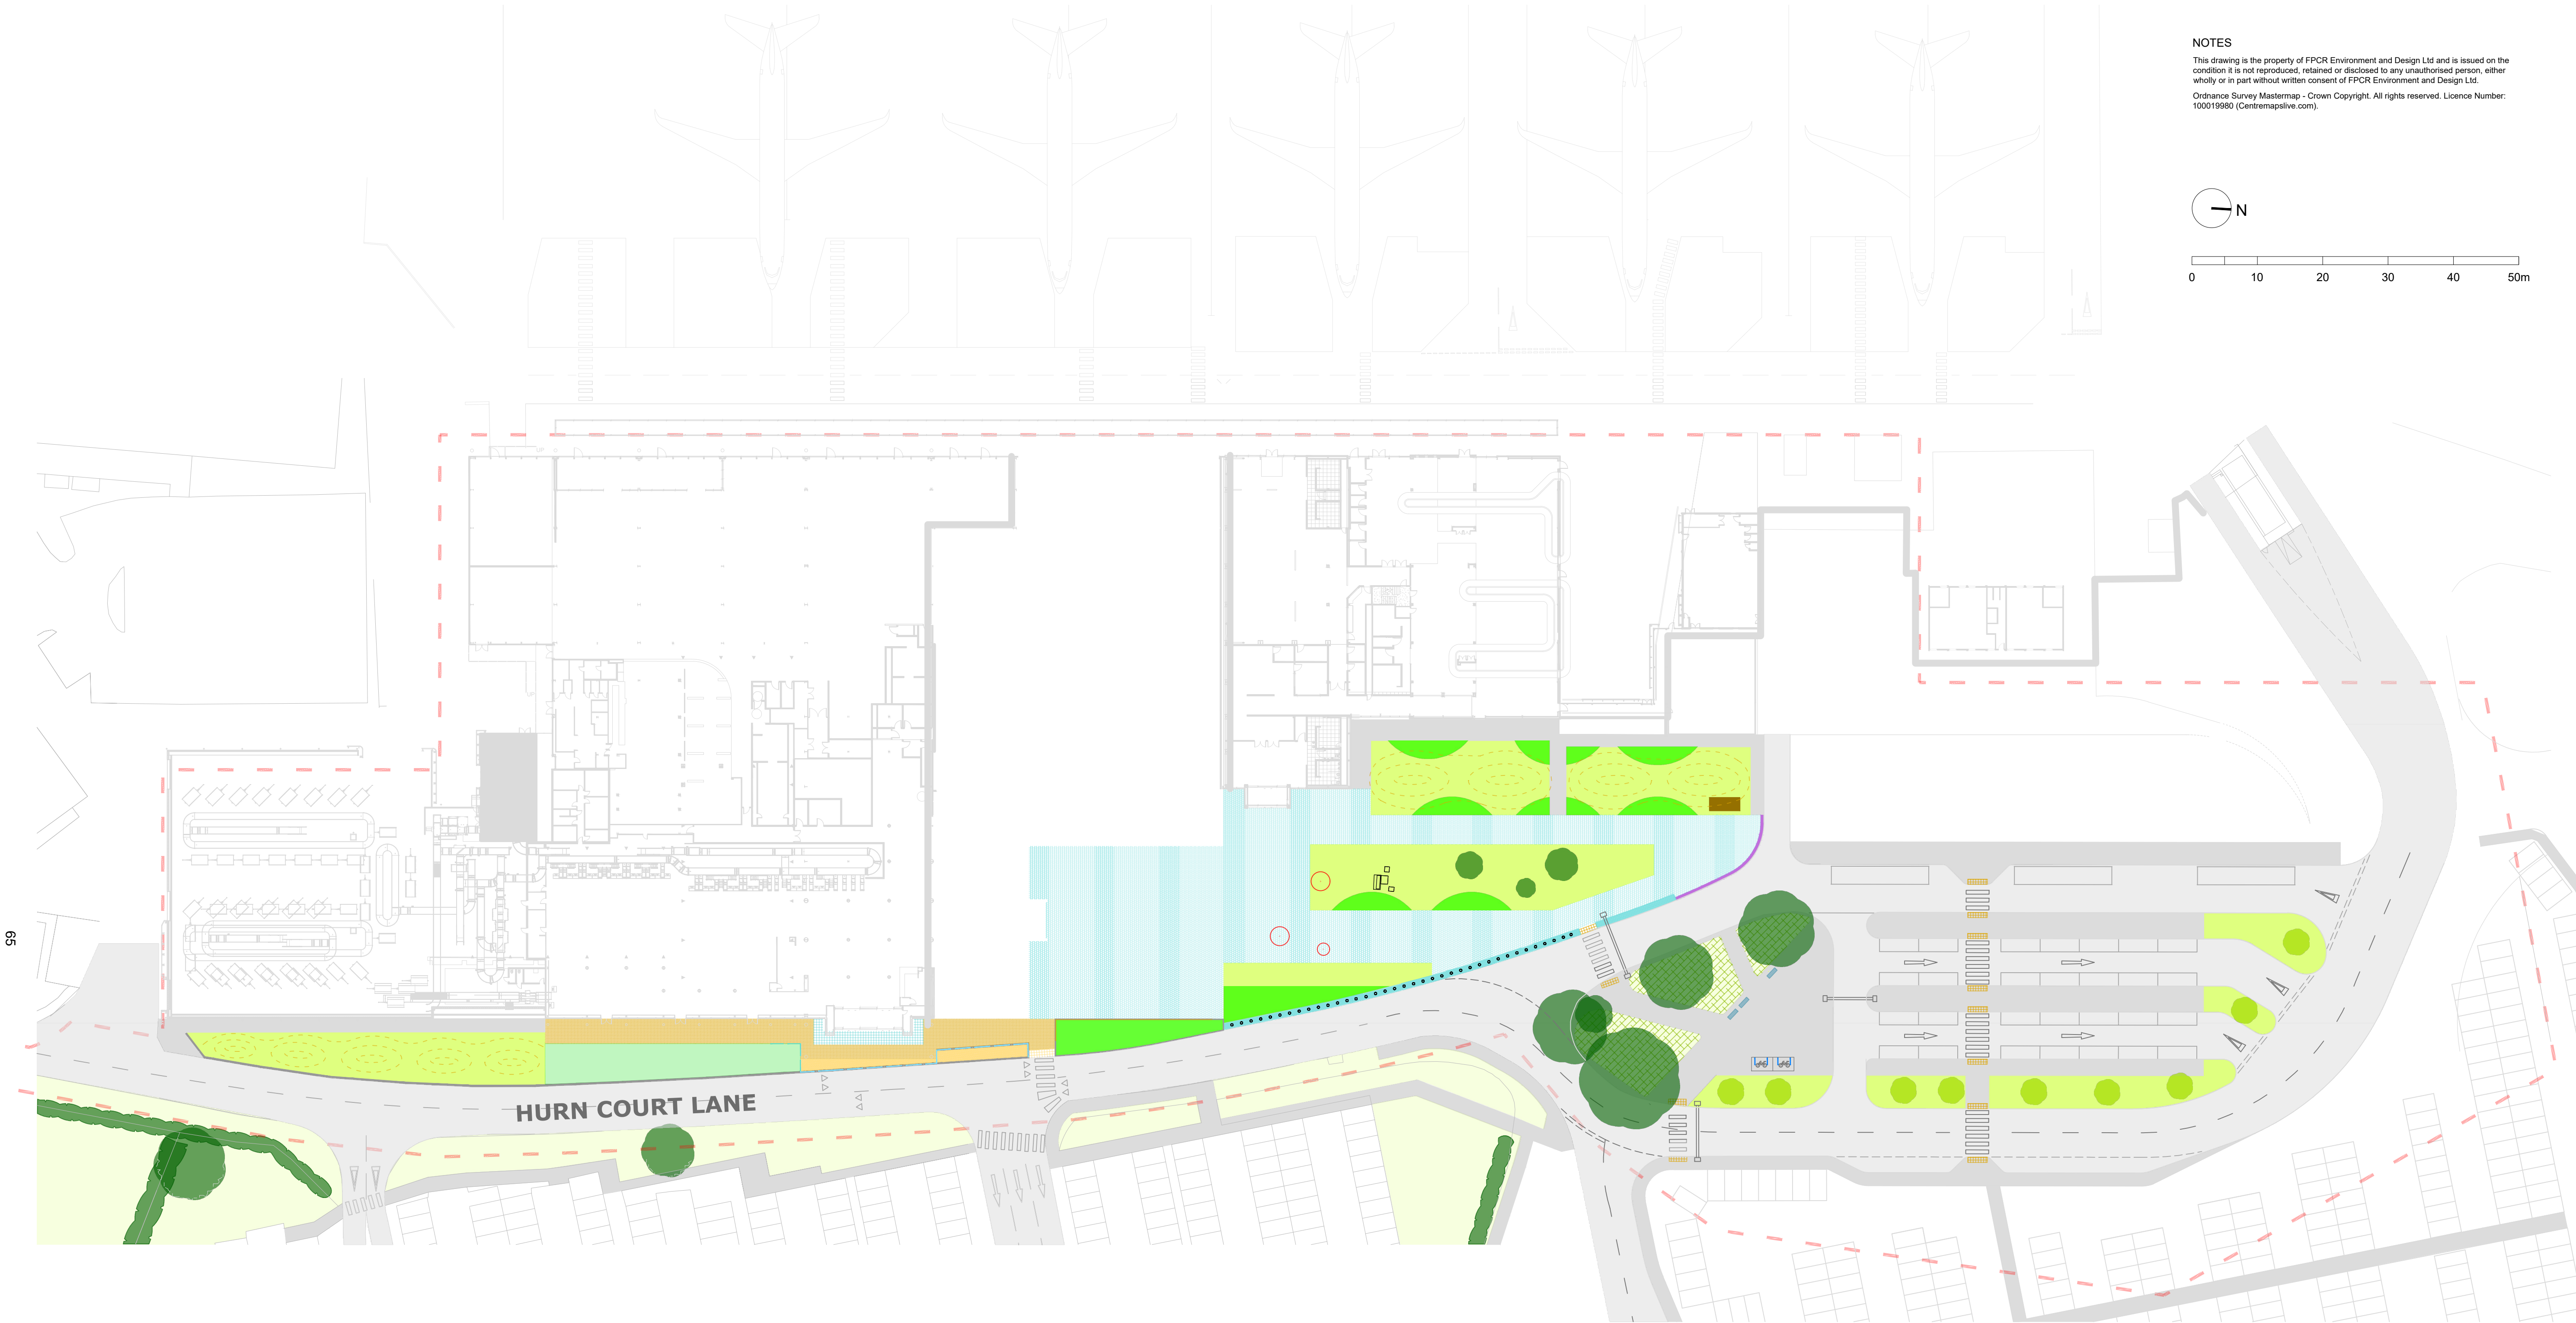 NOTES
This drawing is the property of FPCR Environment and Design Ltd and is issued on the
condition it is not reproduced, retained or disclosed to any unauthorised person, either
wholly or in part without written consent of FPCR Environment and Design Ltd.
Ordnance Survey Mastermap - Crown Copyright. All rights reserved. Licence Number:
100019980 (Centremapslive.com).
N
0 10 20 30 40 50m
65
HURN COURT LANE